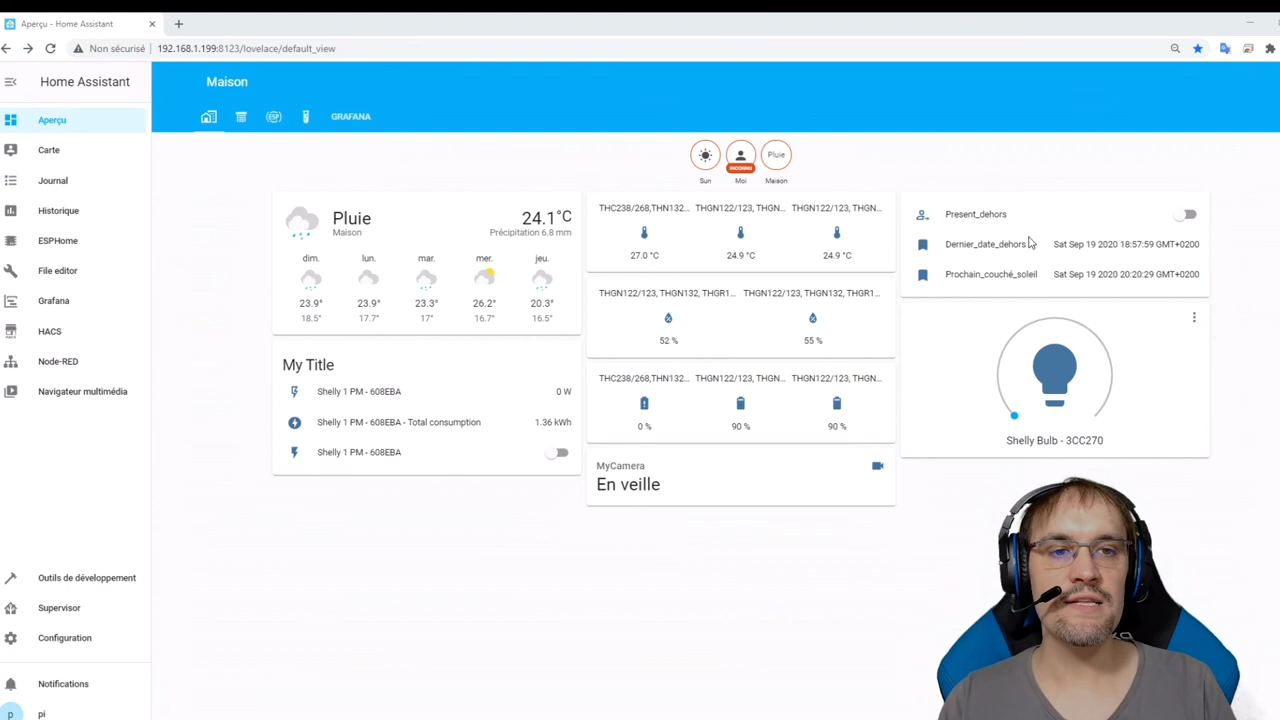 Aperçu - Home Assistant
Non sécurisé 192.168.1.199:8123/lovelace/default_view
Home Assistant
Maison
Aperçu
Carte
Journal
Historique
ESPHome
File editor
Grafana
HACS
Node-RED
Navigateur multimédia
Outils de développement
Supervisor
Configuration
Notifications
p pi
ESP GRAFANA
INCONNU Pluie
Sun Moi Maison
Pluie 24.1°C
Maison Précipitation 6.8 mm
dim. lun. mar. mer. jeu.
23.9° 23.9° 23.3° 26.2° 20.3°
18.5° 17.7° 17° 16.7° 16.5°
My Title
Shelly 1 PM - 608EBA 0 W
Shelly 1 PM - 608EBA - Total consumption 1.36 kWh
Shelly 1 PM - 608EBA
THC238/268,THN132... THGN122/123, THGN... THGN122/123, THGN...
27.0 °C 24.9 °C 24.9 °C
THGN122/123, THGN132, THGR1... THGN122/123, THGN132, THGR1...
52 % 55 %
THC238/268,THN132... THGN122/123, THGN... THGN122/123, THGN...
0 % 90 % 90 %
MyCamera
En veille
Present_dehors
Dernier_date_dehors Sat Sep 19 2020 18:57:59 GMT+0200
Prochain_couché_soleil Sat Sep 19 2020 20:20:29 GMT+0200
Shelly Bulb - 3CC270